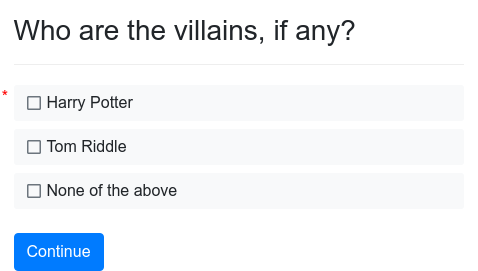 Who are the villains, if any?
* Harry Potter
Tom Riddle
None of the above
Continue